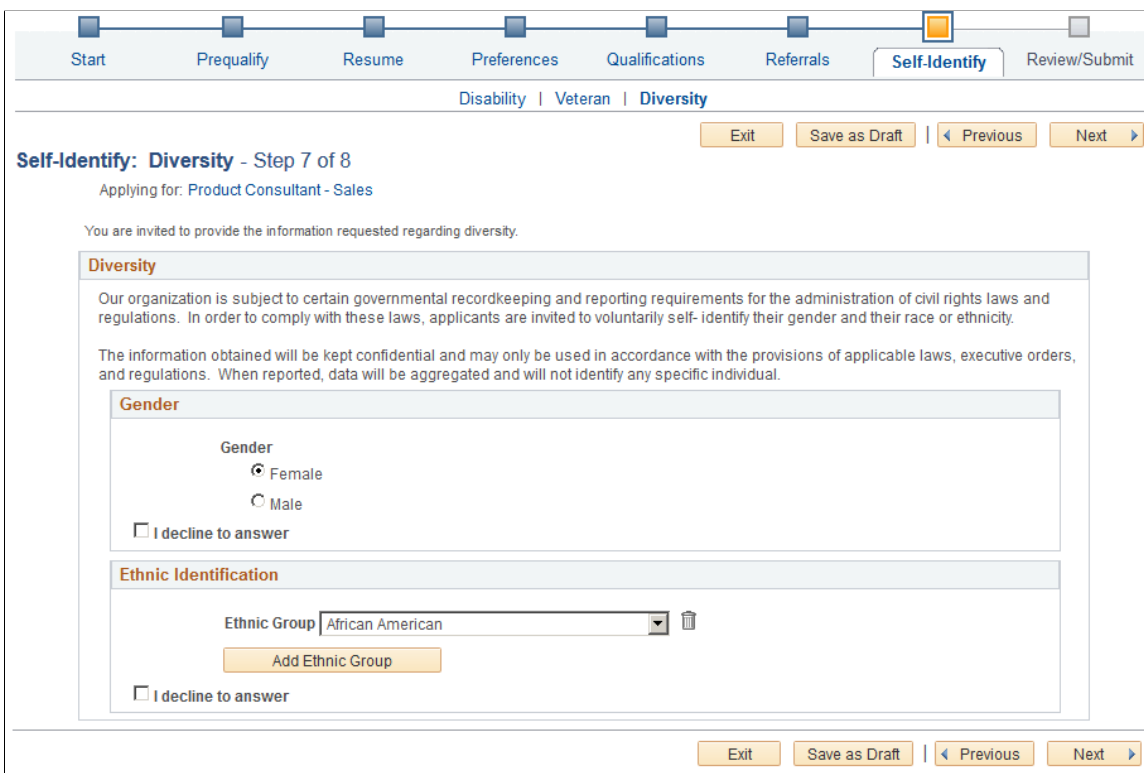 Start Prequalify Resume Preferences Qualifications Referrals Self-Identify Review/Submit
Disability | Veteran | Diversity
Exit Save as Draft | Previous Next
Self-Identify: Diversity - Step 7 of 8
Applying for: Product Consultant - Sales
You are invited to provide the information requested regarding diversity.
Diversity
Our organization is subject to certain governmental recordkeeping and reporting requirements for the administration of civil rights laws and
regulations. In order to comply with these laws, applicants are invited to voluntarily self- identify their gender and their race or ethnicity.
The information obtained will be kept confidential and may only be used in accordance with the provisions of applicable laws, executive orders,
and regulations. When reported, data will be aggregated and will not identify any specific individual.
Gender
Gender
Female
Male
I decline to answer
Ethnic Identification
Ethnic Group African American
Add Ethnic Group
I decline to answer
Exit Save as Draft | Previous Next